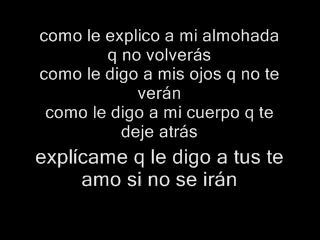 como le explico a mi almohada
q no volverás
como le digo a mis ojos q no te
verán
como le digo a mi cuerpo q te
deje atrás
explícame q le digo a tus te
amo si no se irán